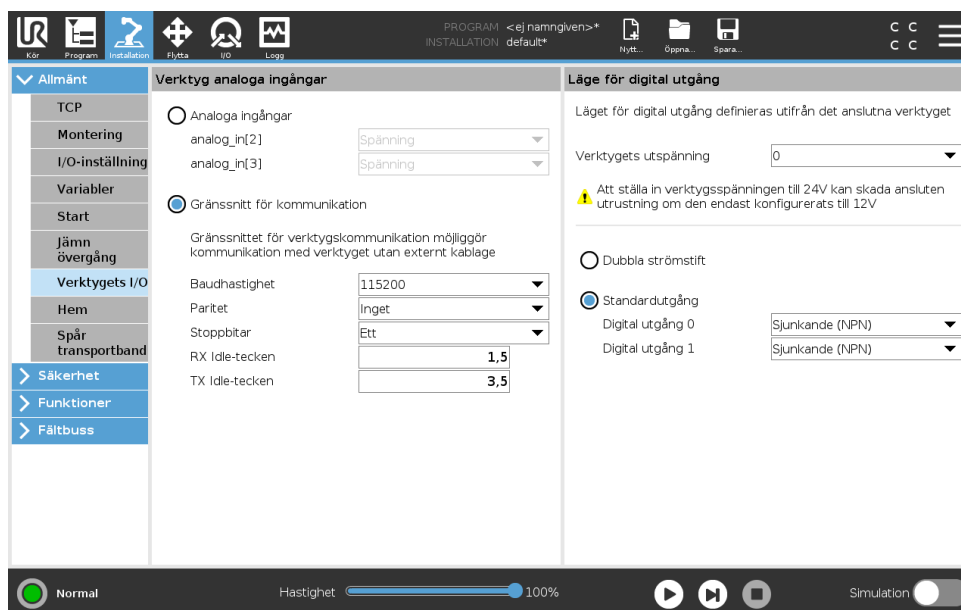 PROGRAM <ej namngiven>*
INSTALLATION default*
UR
Kör
Program
Installation
Flytta
I/O
Logg
Nytt...
Öppna...
Spara...
C C
C C
Allmänt
TCP
Montering
I/O-inställning
Variabler
Start
Jämn
övergång
Verktygets I/O
Hem
Spår
transportband
Säkerhet
Funktioner
Fältbuss
Verktyg analoga ingångar
Analoga ingångar
analog_in[2] Spänning
analog_in[3] Spänning
Gränssnitt för kommunikation
Gränssnittet för verktygskommunikation möjliggör
kommunikation med verktyget utan externt kablage
Baudhastighet 115200
Paritet Inget
Stoppbitar Ett
RX Idle-tecken 1,5
TX Idle-tecken 3,5
Läge för digital utgång
Läget för digital utgång definieras utifrån det anslutna verktyget
Verktygets utspänning 0
Att ställa in verktygsspänningen till 24V kan skada ansluten
utrustning om den endast konfigurerats till 12V
Dubbla strömstift
Standardutgång
Digital utgång 0 Sjunkande (NPN)
Digital utgång 1 Sjunkande (NPN)
Normal
Hastighet 100%
Simulation